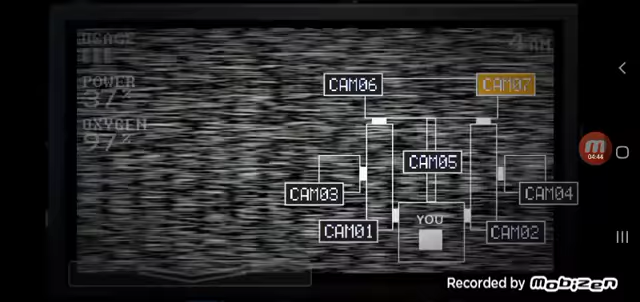 USAGE
4 AM
POWER
37%
OXYGEN
97%
CAM06
CAM07
CAM05
CAM03
CAM04
YOU
CAM01
CAM02
04:44
Recorded by mobizen